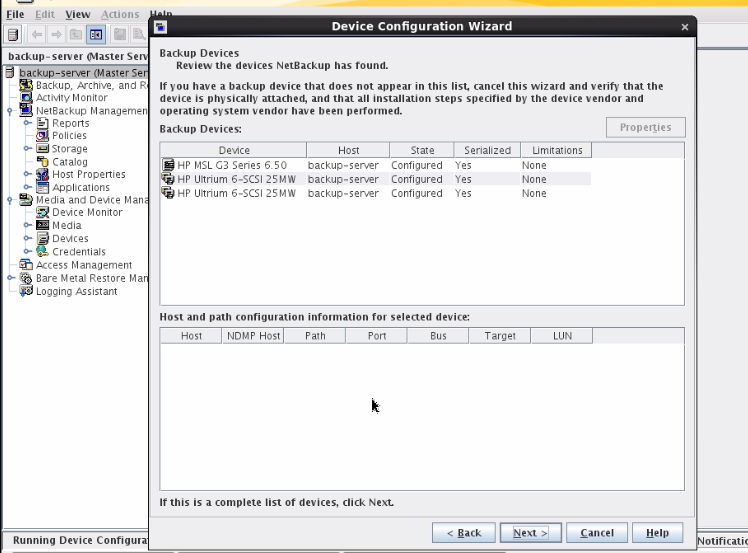 File Edit View Actions Help
Device Configuration Wizard
backup-server (Master Serv
backup-server (Master Ser
Backup, Archive, and R
Activity Monitor
NetBackup Managemen
Reports
Policies
Storage
Catalog
Host Properties
Applications
Media and Device Mana
Device Monitor
Media
Devices
Credentials
Access Management
Bare Metal Restore Man
Logging Assistant
Running Device Configura
Backup Devices
Review the devices NetBackup has found.
If you have a backup device that does not appear in this list, cancel this wizard and verify that the
device is physically attached, and that all installation steps specified by the device vendor and
operating system vendor have been performed.
Backup Devices:
Properties
Device Host State Serialized Limitations
HP MSL G3 Series 6.50 backup-server Configured Yes None
HP Ultrium 6-SCSI 25MW backup-server Configured Yes None
HP Ultrium 6-SCSI 25MW backup-server Configured Yes None
Host and path configuration information for selected device:
Host NDMP Host Path Port Bus Target LUN
If this is a complete list of devices, click Next.
< Back Next > Cancel Help
Notificatio